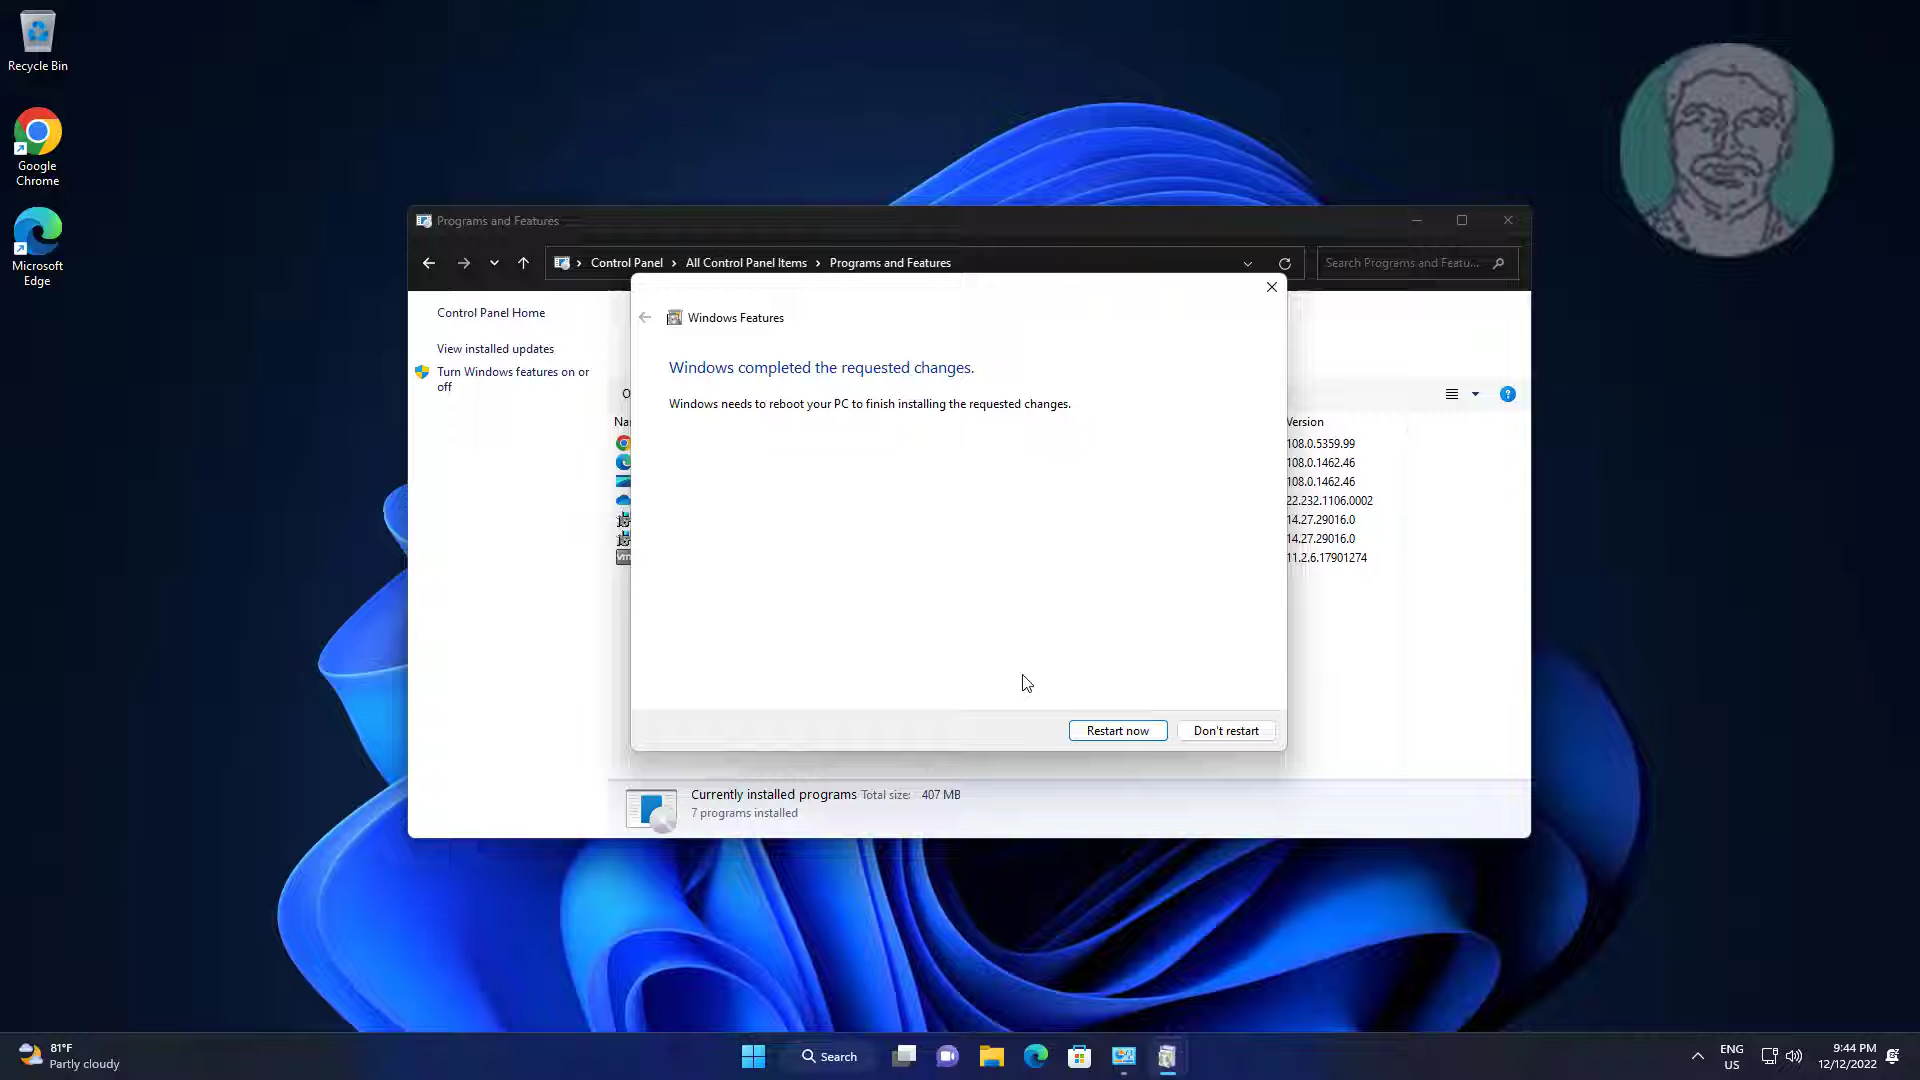 Recycle Bin
Google
Chrome
Microsoft
Edge
Programs and Features
Control Panel
All Control Panel Items
Programs and Features
Search Programs and Featu...
Control Panel Home
View installed updates
Turn Windows features on or
off
Windows Features
Windows completed the requested changes.
Windows needs to reboot your PC to finish installing the requested changes.
Version
108.0.5359.99
108.0.1462.46
108.0.1462.46
22.232.1106.0002
14.27.29016.0
14.27.29016.0
11.2.6.17901274
Restart now
Don't restart
Currently installed programs Total size: 407 MB
7 programs installed
81°F
Partly cloudy
Search
ENG
US
9:44 PM
12/12/2022